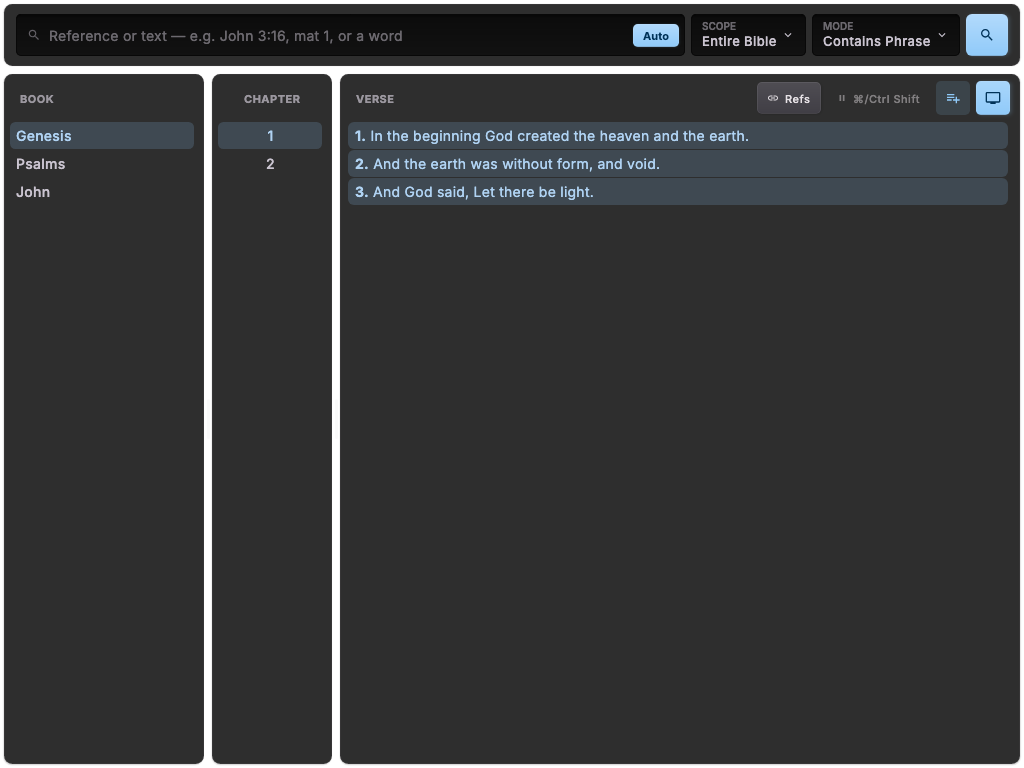 Reference or text — e.g. John 3:16, mat 1, or a word
Auto
SCOPE
Entire Bible
MODE
Contains Phrase
BOOK
Genesis
Psalms
John
CHAPTER
1
2
VERSE
Refs
⌘/Ctrl Shift
1. In the beginning God created the heaven and the earth.
2. And the earth was without form, and void.
3. And God said, Let there be light.